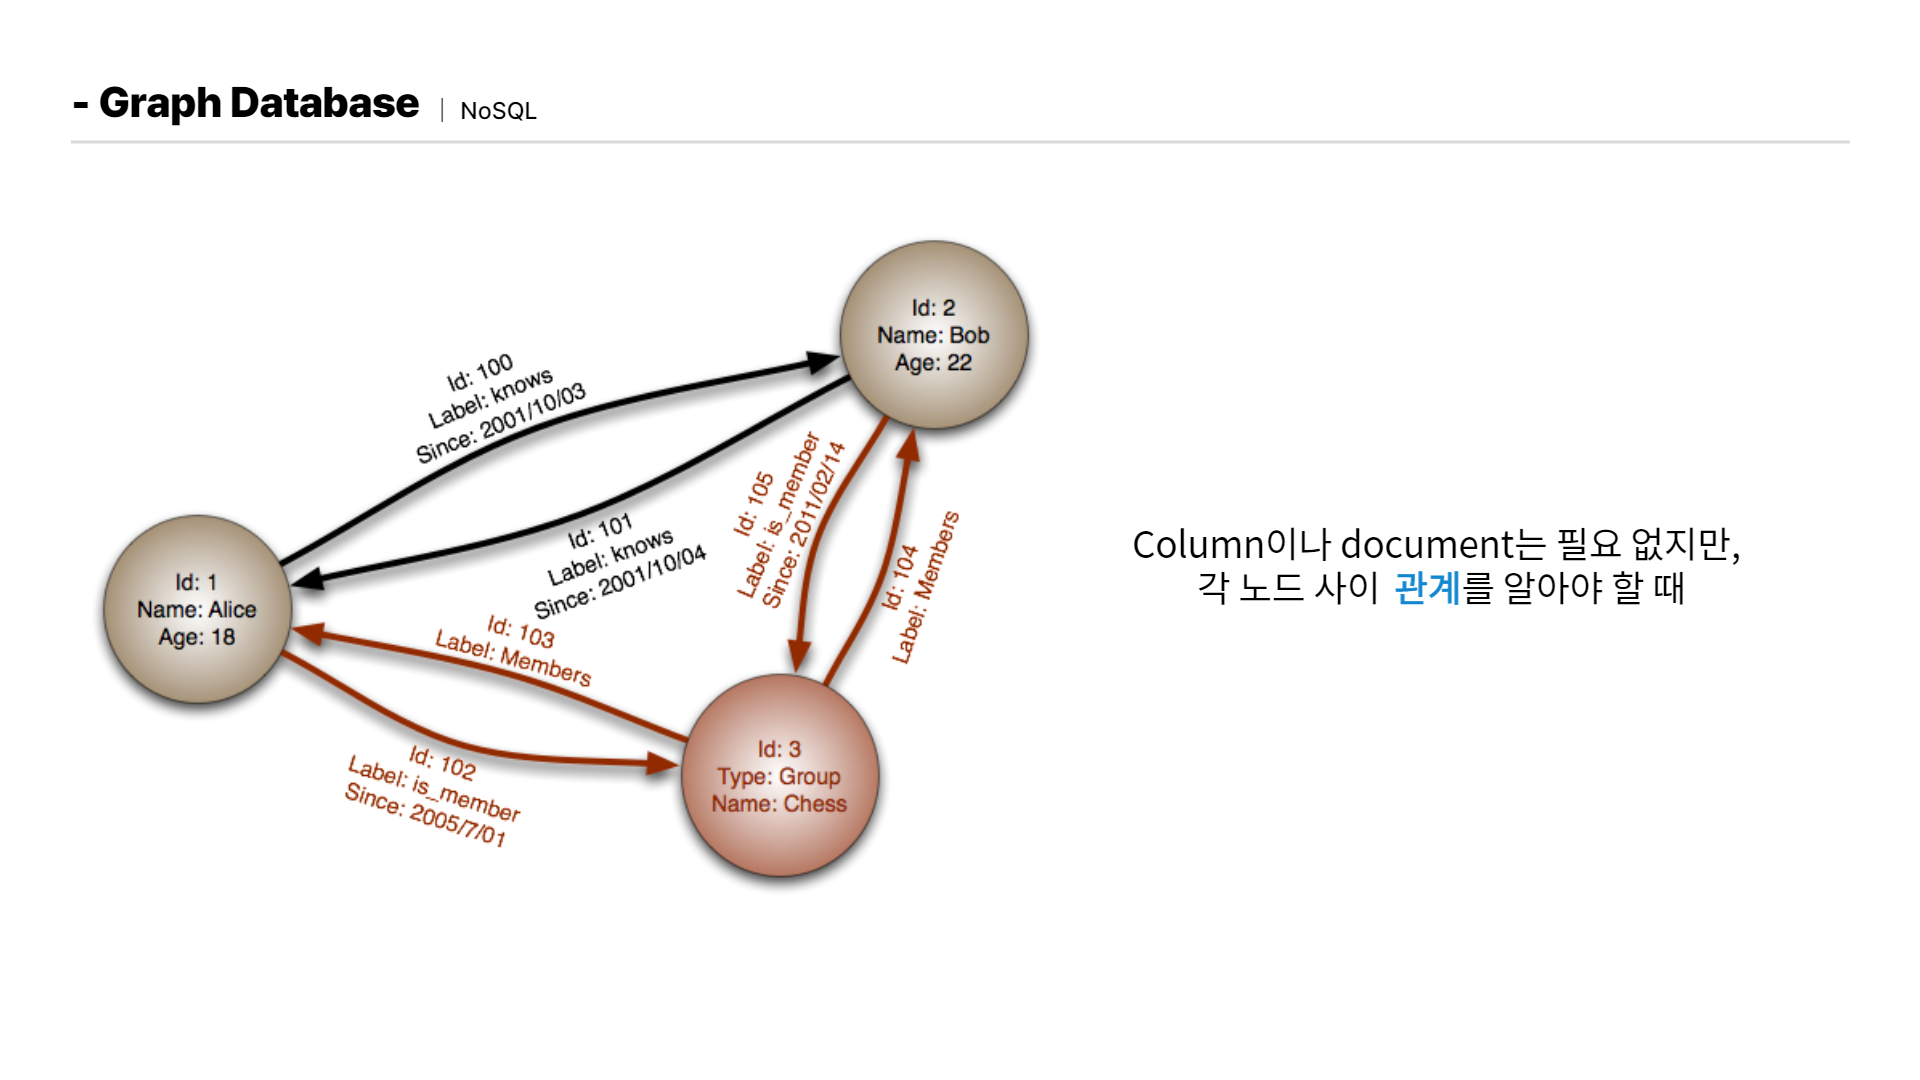 - Graph Database | NoSQL
Id: 2
Name: Bob
Age: 22
Id: 100
Label: knows
Since: 2001/10/03
Id: 101
Label: knows
Since: 2001/10/04
Id: 105
Label: is_member
Since: 2011/02/14
Id: 104
Label: Members
Id: 1
Name: Alice
Age: 18
Id: 103
Label: Members
Id: 102
Label: is_member
Since: 2005/7/01
Id: 3
Type: Group
Name: Chess
Column이나 document는 필요 없지만,
각 노드 사이 관계를 알아야 할 때